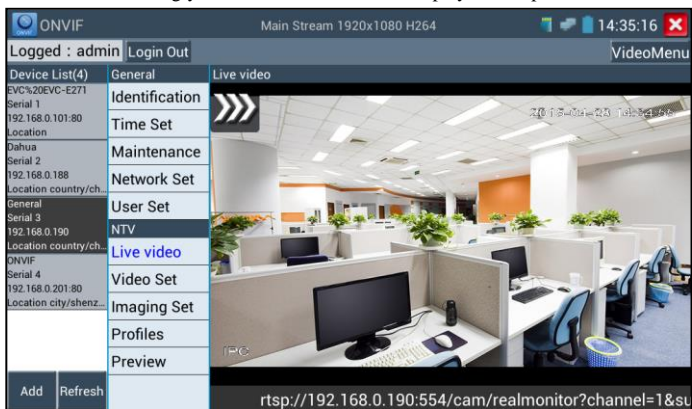 ONVIF
Main Stream 1920x1080 H264
14:35:16
Logged : admin
Login Out
VideoMenu
Device List(4)
EVC%20EVC-E271
Serial 1
192.168.0.101:80
Location
Dahua
Serial 2
192.168.0.188
Location country/ch...
General
Serial 3
192.168.0.190
Location country/ch...
ONVIF
Serial 4
192.168.0.201:80
Location city/shenz...
Add
Refresh
General
Identification
Time Set
Maintenance
Network Set
User Set
NTV
Live video
Video Set
Imaging Set
Profiles
Preview
Live video
IPC
rtsp://192.168.0.190:554/cam/realmonitor?channel=1&su